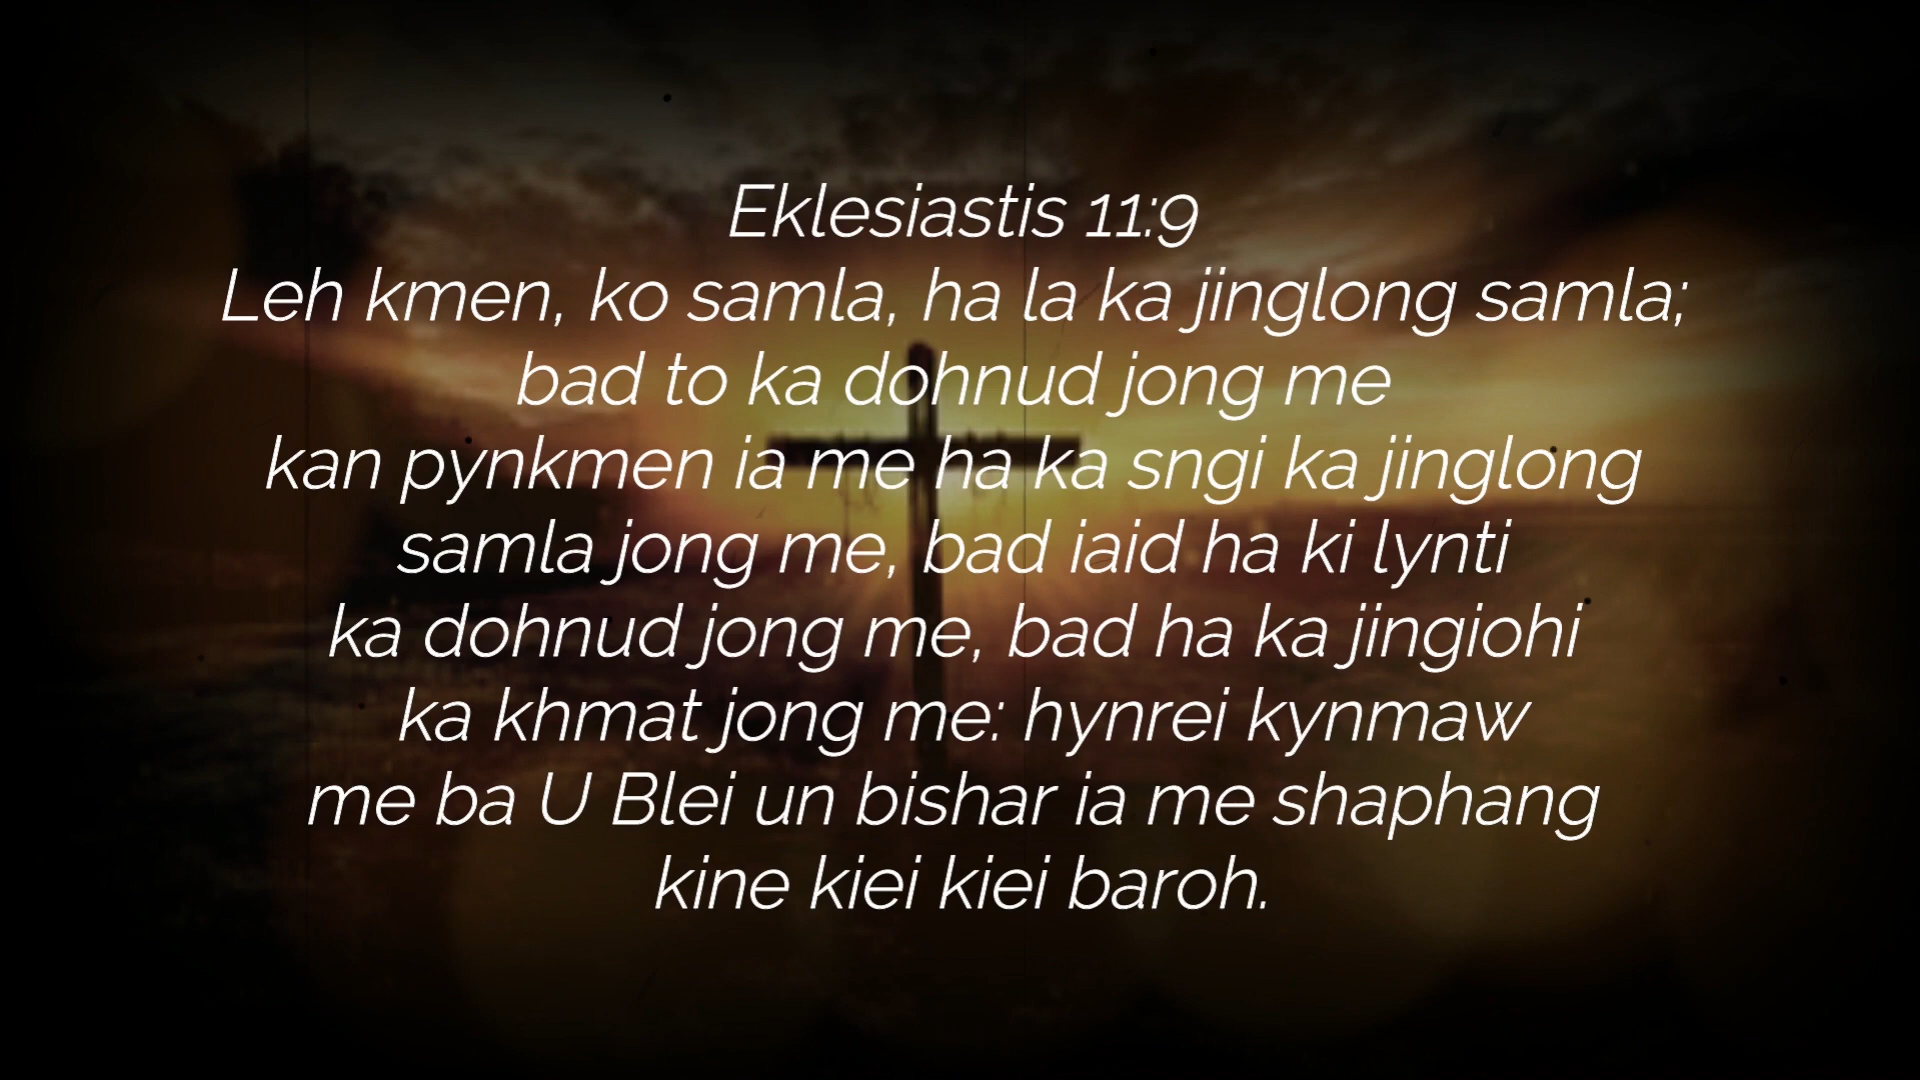 Eklesiastis 11:9
Leh kmen, ko samla, ha la ka jinglong samla;
bad to ka dohnud jong me
kan pynkmen ia me ha ka sngi ka jinglong
samla jong me, bad iaid ha ki lynti
ka dohnud jong me, bad ha ka jingiohi
ka khmat jong me: hynrei kynmaw
me ba U Blei un bishar ia me shaphang
kine kiei kiei baroh.